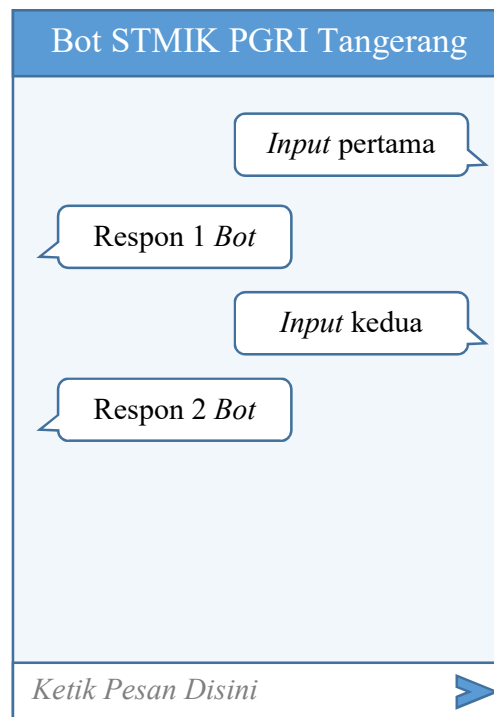 Bot STMIK PGRI Tangerang
Input pertama
Respon 1 Bot
Input kedua
Respon 2 Bot
Ketik Pesan Disini